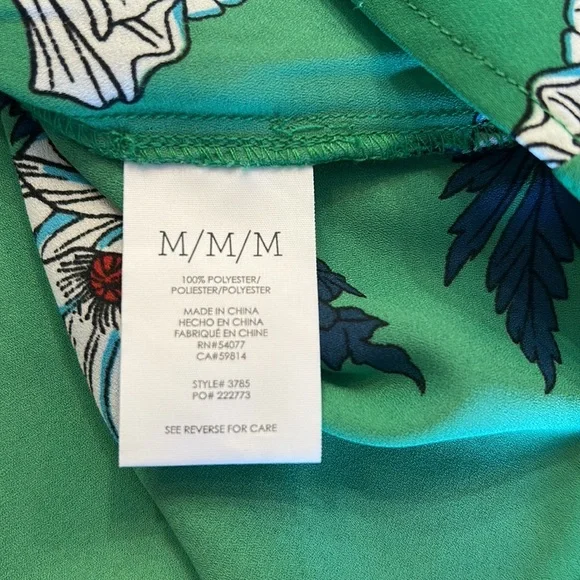 M/M/M
100% POLYESTER/
POLIESTER/POLYESTER
MADE IN CHINA
HECHO EN CHINA
FABRIQUÉ EN CHINE
RN#54077
CA#59814
STYLE# 3785
PO# 222773
SEE REVERSE FOR CARE